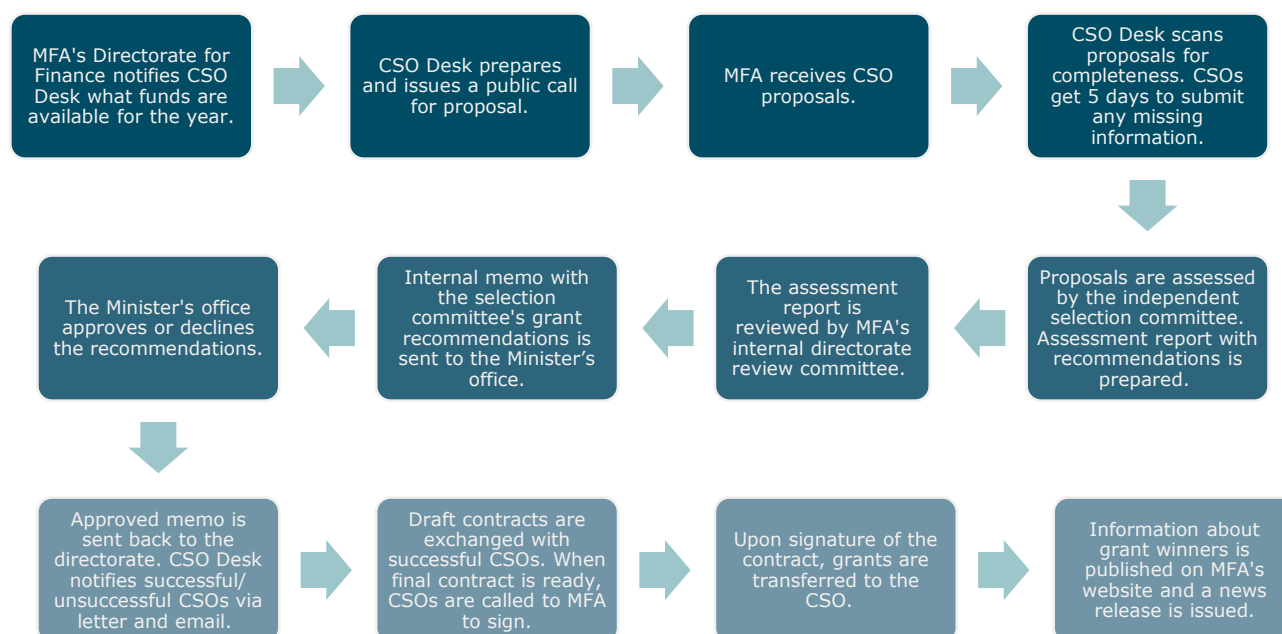 MFA's Directorate for
Finance notifies CSO
Desk what funds are
available for the year.
CSO Desk prepares
and issues a public call
for proposal.
MFA receives CSO
proposals.
CSO Desk scans
proposals for
completeness. CSOs
get 5 days to submit
any missing
information.
Proposals are assessed
by the independent
selection committee.
Assessment report with
recommendations is
prepared.
The assessment
report is
reviewed by MFA's
internal directorate
review committee.
Internal memo with
the selection
committee's grant
recommendations is
sent to the Minister’s
office.
The Minister's office
approves or declines
the recommendations.
Approved memo is
sent back to the
directorate. CSO Desk
notifies successful/
unsuccessful CSOs via
letter and email.
Draft contracts are
exchanged with
successful CSOs. When
final contract is ready,
CSOs are called to MFA
to sign.
Upon signature of the
contract, grants are
transferred to the
CSO.
Information about
grant winners is
published on MFA's
website and a news
release is issued.